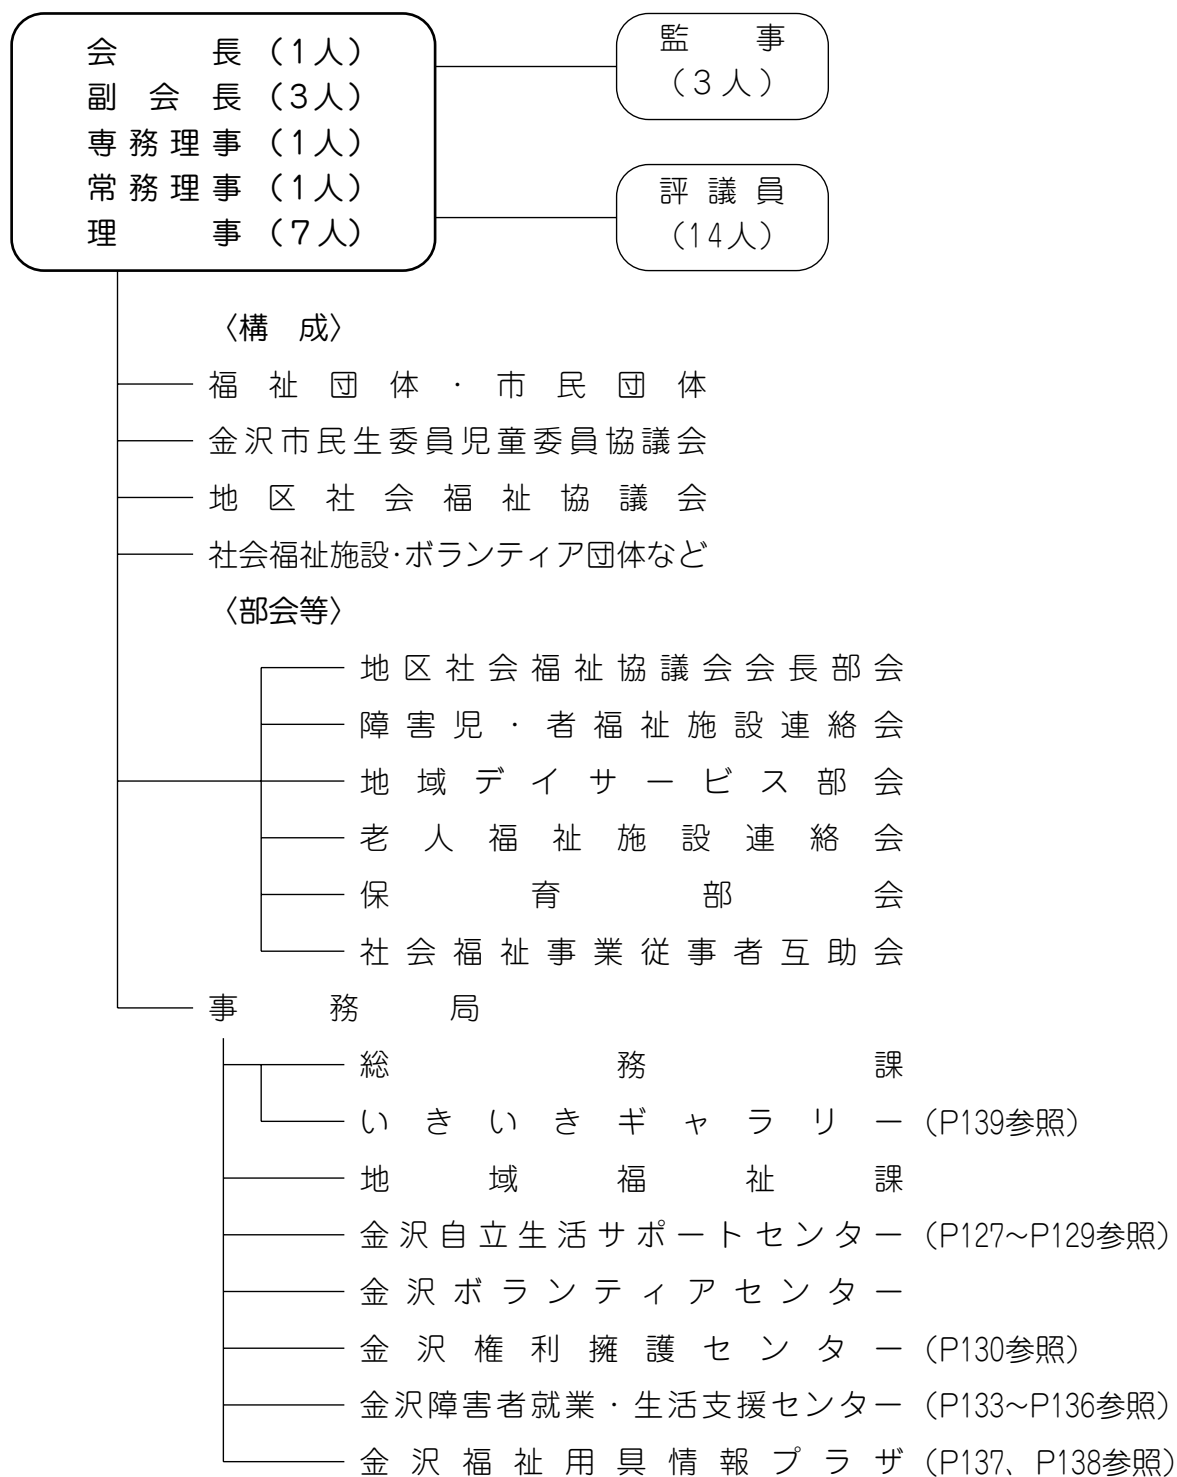 会長（1人）
副会長（3人）
専務理事（1人）
常務理事（1人）
理事（7人）
監事
（3人）
評議員
（14人）
〈構　成〉
福祉団体・市民団体
金沢市民生委員児童委員協議会
地区社会福祉協議会
社会福祉施設・ボランティア団体など
〈部会等〉
地区社会福祉協議会会長部会
障害児・者福祉施設連絡会
地域デイサービス部会
老人福祉施設連絡会
保育部会
社会福祉事業従事者互助会
事務局
総務課
いきいきギャラリー（P139参照）
地域福祉課
金沢自立生活サポートセンター（P127～P129参照）
金沢ボランティアセンター
金沢権利擁護センター（P130参照）
金沢障害者就業・生活支援センター（P133～P136参照）
金沢福祉用具情報プラザ（P137、P138参照）